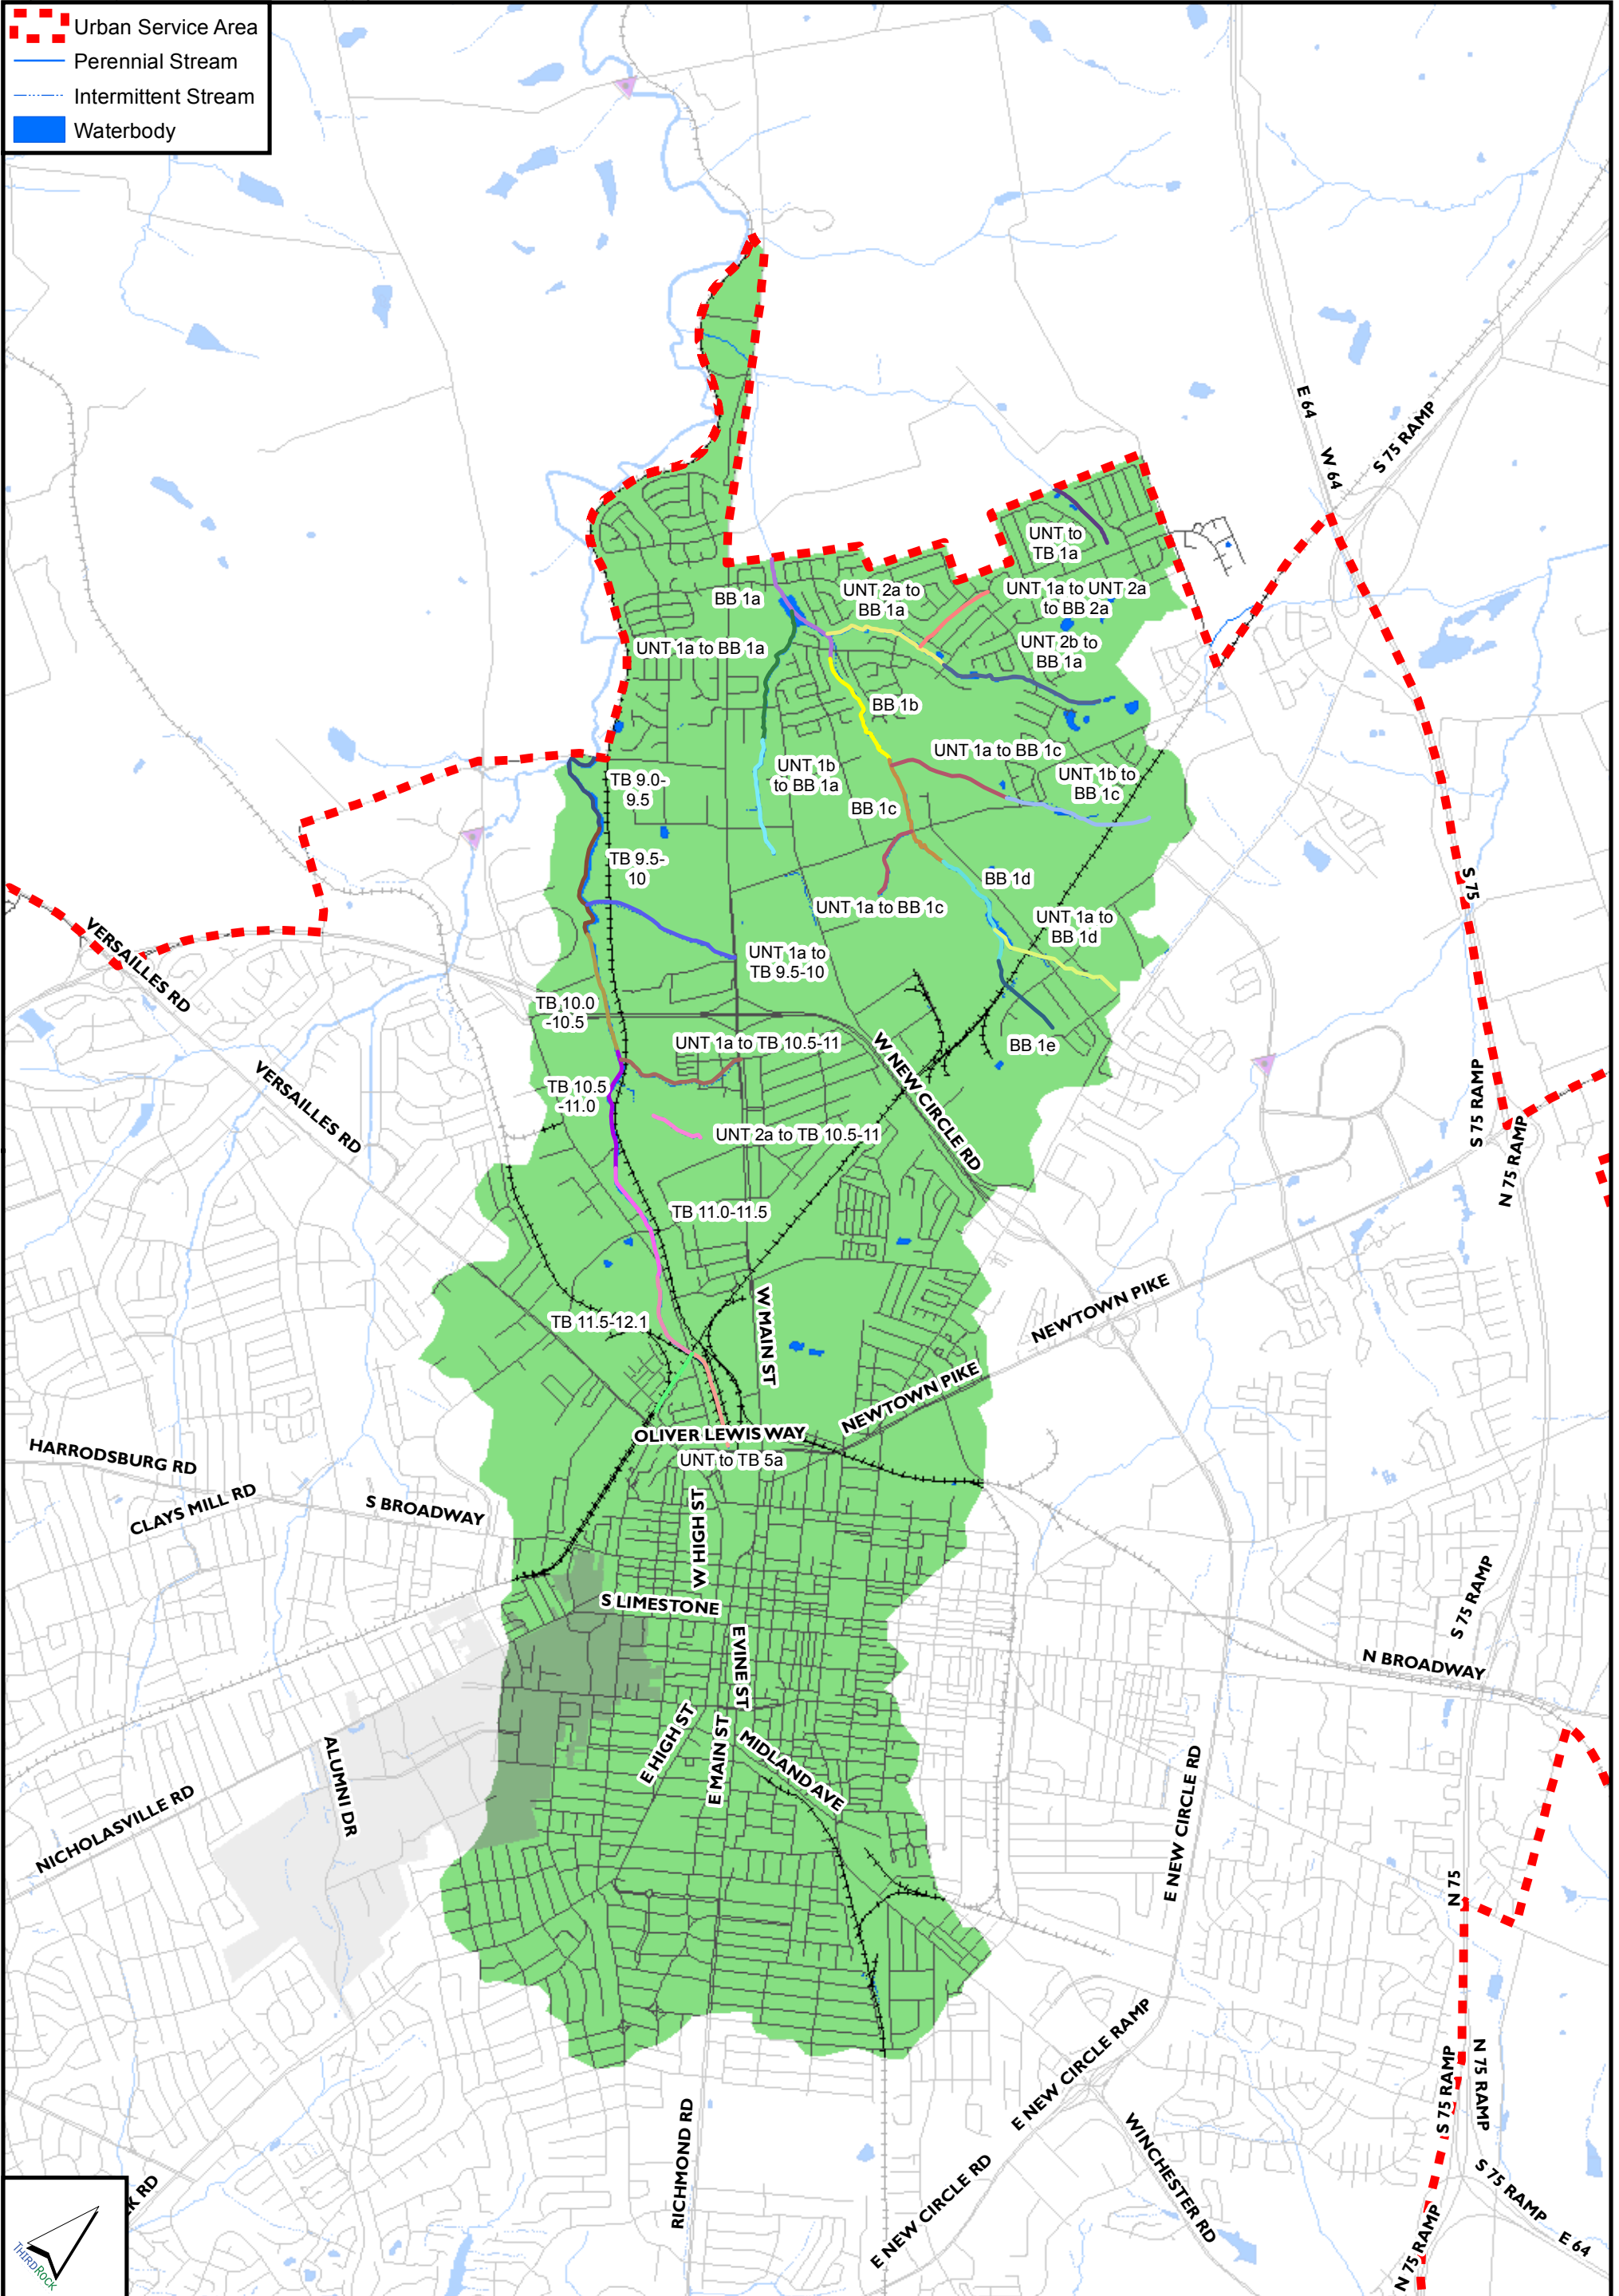 Urban Service Area
Perennial Stream
Intermittent Stream
Waterbody
E 64
W 64
S 75 RAMP
UNT to
TB 1a
BB 1a
UNT 2a to
BB 1a
UNT 1a to UNT 2a
to BB 2a
UNT 1a to BB 1a
UNT 2b to
BB 1a
BB 1b
UNT 1a to BB 1c
TB 9.0-
9.5
UNT 1b
to BB 1a
UNT 1b to
BB 1c
BB 1c
TB 9.5-
10
BB 1d
S 75
UNT 1a to BB 1c
UNT 1a to
BB 1d
VERSAILLES RD
UNT 1a to
TB 9.5-10
TB 10.0
-10.5
UNT 1a to TB 10.5-11
BB 1e
W NEW CIRCLE RD
VERSAILLES RD
TB 10.5
-11.0
S 75 RAMP
N 75 RAMP
UNT 2a to TB 10.5-11
TB 11.0-11.5
TB 11.5-12.1
W MAIN ST
NEWTOWN PIKE
NEWTOWN PIKE
OLIVER LEWIS WAY
UNT to TB 5a
HARRODSBURG RD
CLAYS MILL RD
S BROADWAY
W HIGH ST
S LIMESTONE
S 75 RAMP
N BROADWAY
E VINE ST
E HIGH ST
E MAIN ST
MIDLAND AVE
ALUMNI DR
NICHOLASVILLE RD
E NEW CIRCLE RD
N 75
E NEW CIRCLE RAMP
S 75 RAMP
N 75 RAMP
RICHMOND RD
E NEW CIRCLE RD
WINCHESTER RD
S 75 RAMP
E 64
N 75 RAMP
K RD
THIRDROCK